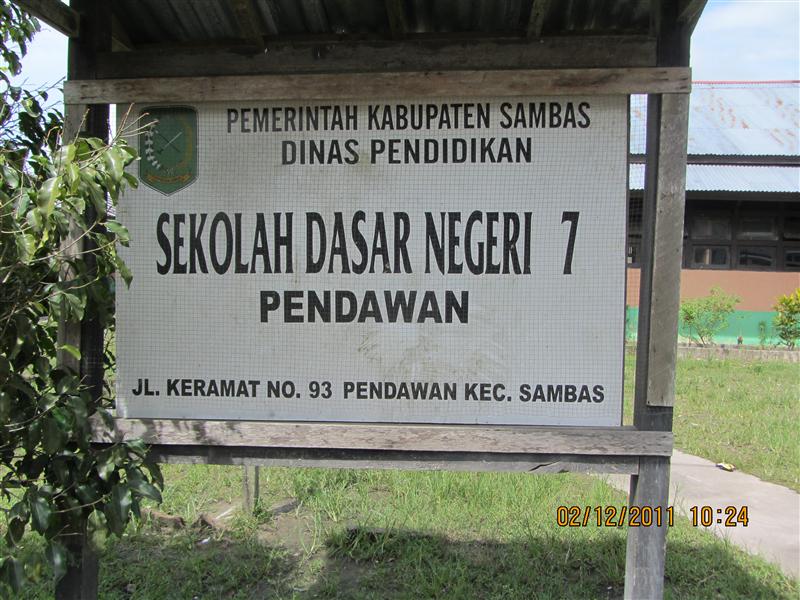 PEMERINTAH KABUPATEN SAMBAS
DINAS PENDIDIKAN
SEKOLAH DASAR NEGERI 7
PENDAWAN
JL. KERAMAT NO. 93 PENDAWAN KEC. SAMBAS
02/12/2011 10:24